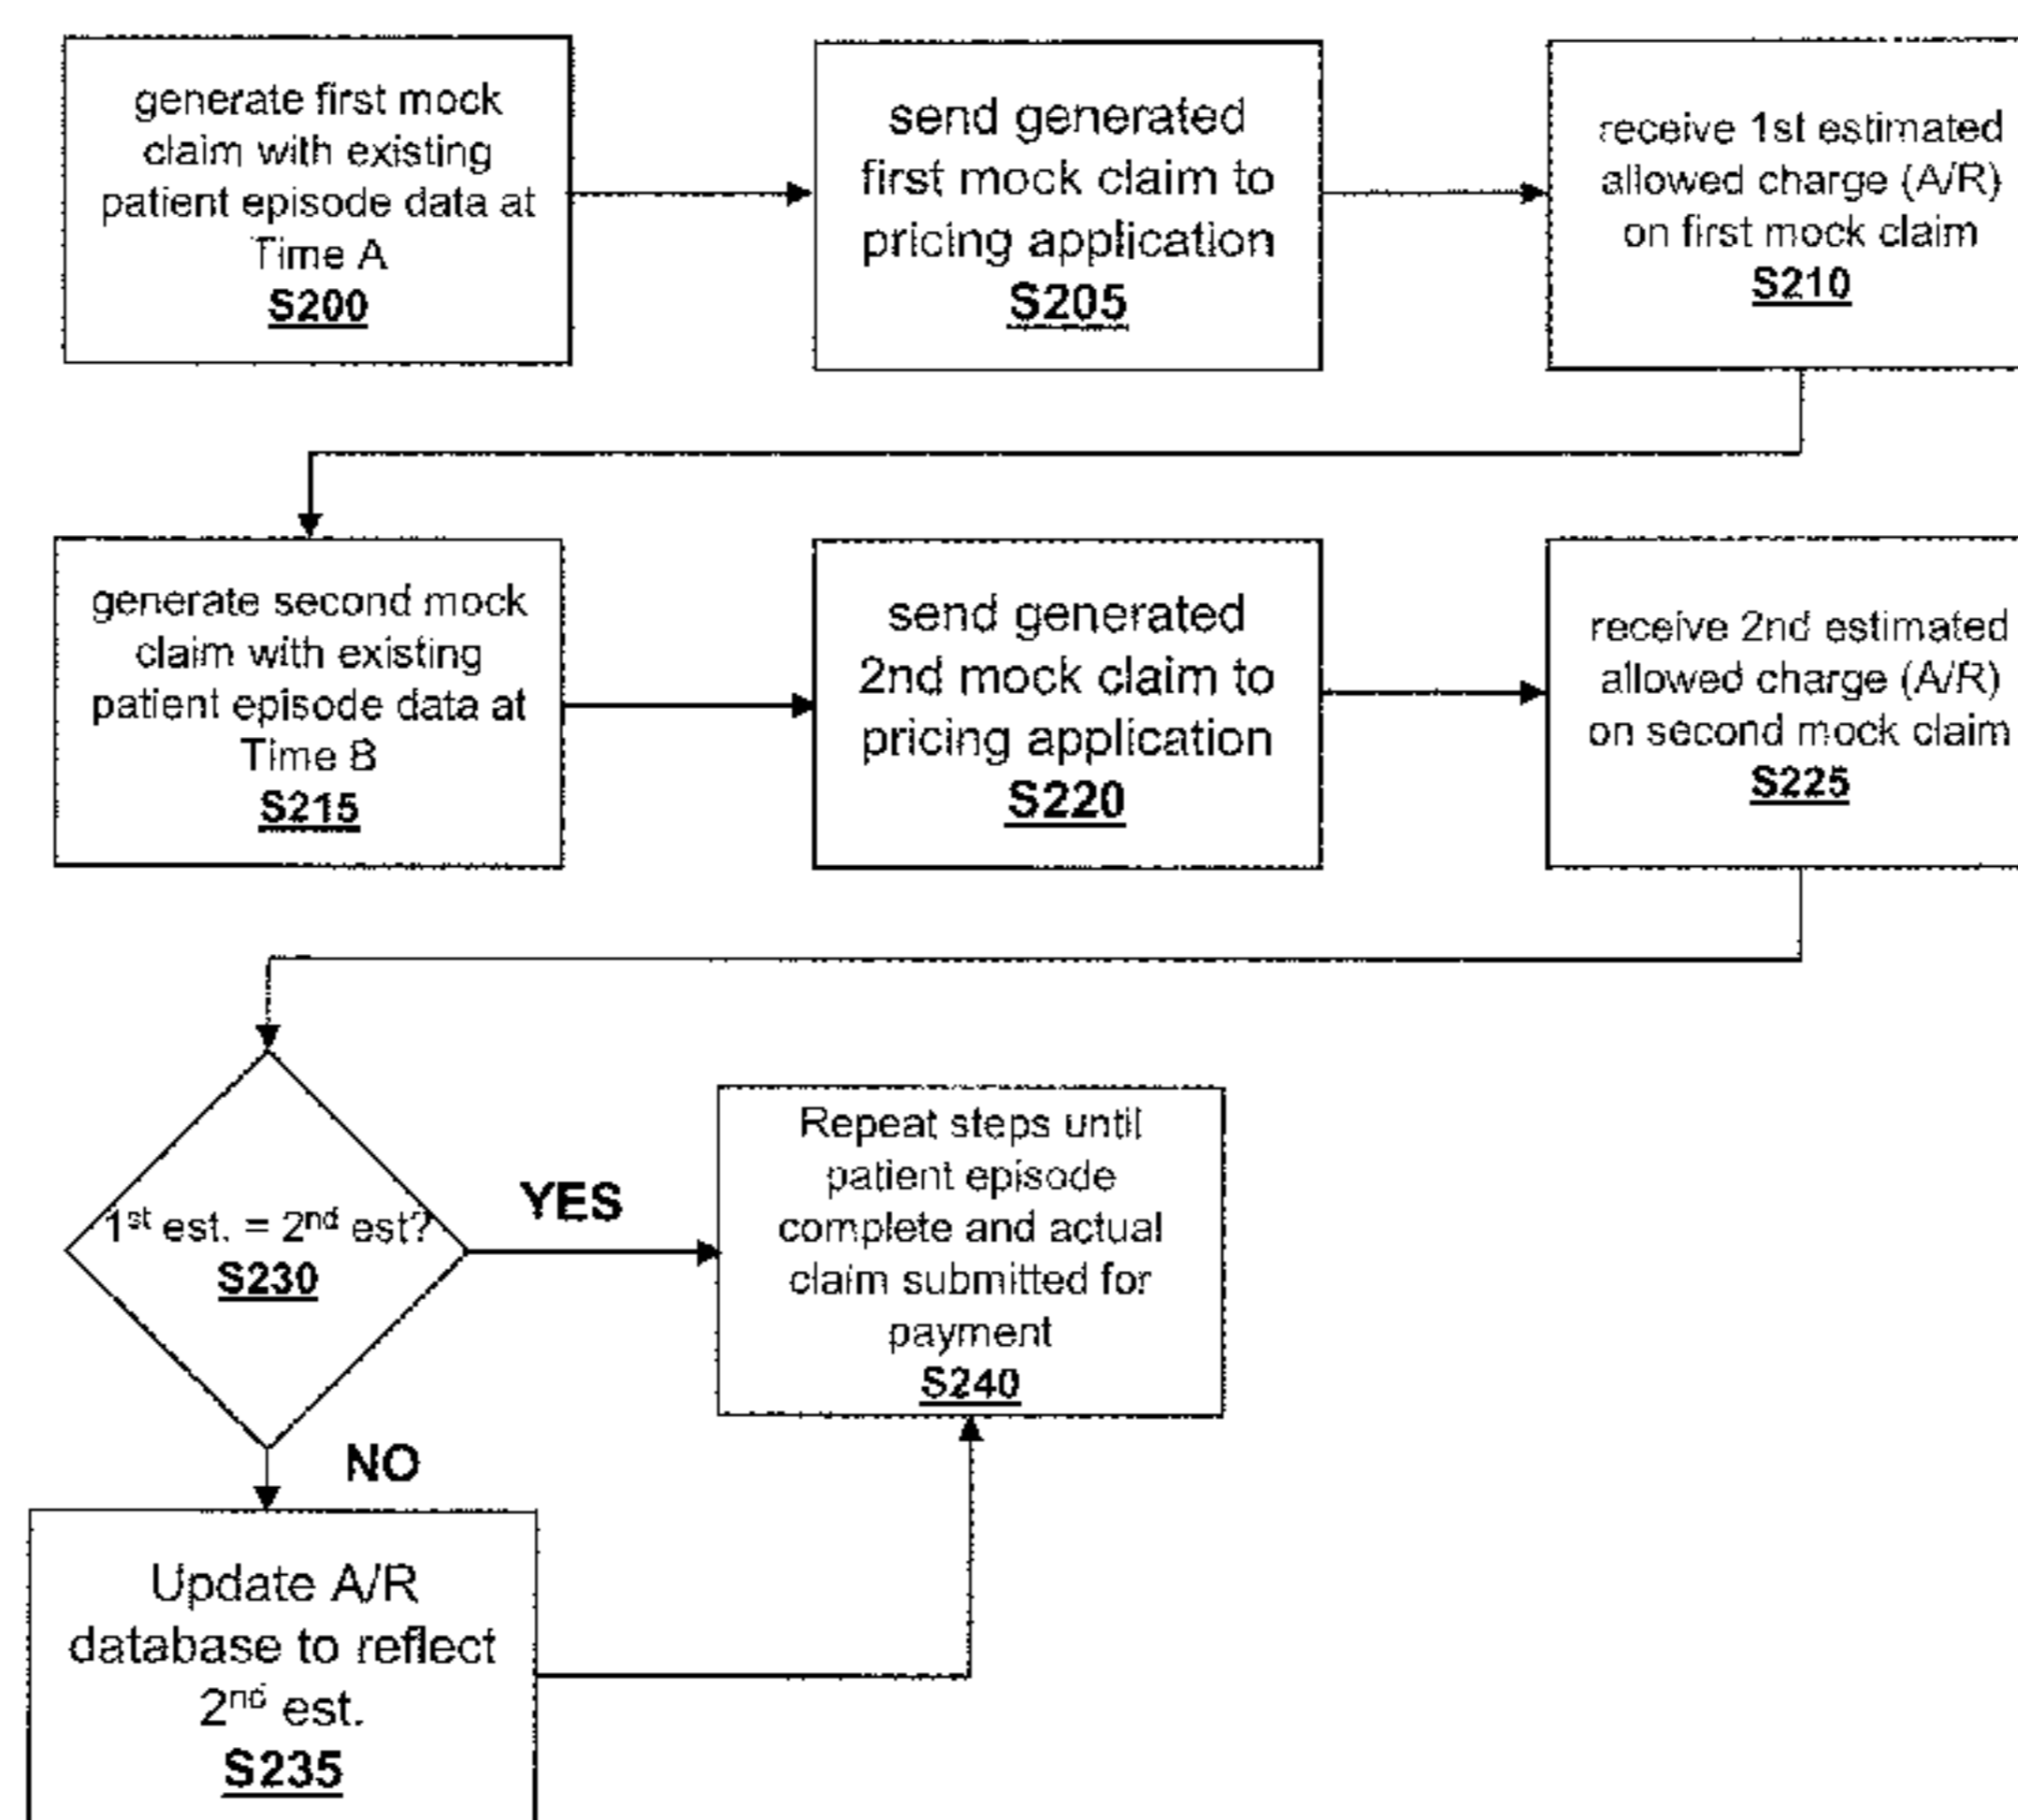 generate first mock
claim with existing
patient episode data at
Time A
S200
send generated
first mock claim to
pricing application
S205
receive 1st estimated
allowed charge (A/R)
on first mock claim
S210
generate second mock
claim with existing
patient episode data at
Time B
S215
send generated
2nd mock claim to
pricing application
S220
receive 2nd estimated
allowed charge (A/R)
on second mock claim
S225
1st est. = 2nd est?
S230
YES
Repeat steps until
patient episode
complete and actual
claim submitted for
payment
S240
NO
Update A/R
database to reflect
2nd est.
S235